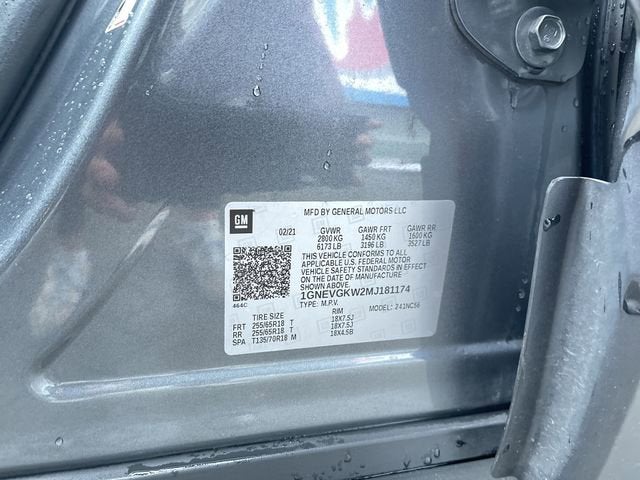 GM
MFD BY GENERAL MOTORS LLC
02/21 GVWR GAWR FRT GAWR RR
2800 KG 1450 KG 1600 KG
6173 LB 3196 LB 3527 LB
THIS VEHICLE CONFORMS TO ALL
APPLICABLE U.S. FEDERAL MOTOR
VEHICLE SAFETY STANDARDS IN
EFFECT ON THE DATE OF MANUFACTURE
SHOWN ABOVE.
1GNEVGKW2MJ181174
464C TYPE: M.P.V. MODEL: 241NC56
TIRE SIZE RIM
FRT 255/65R18 T 18X7.5J
RR 255/65R18 T 18X7.5J
SPA T135/70R18 M 18X4.5B